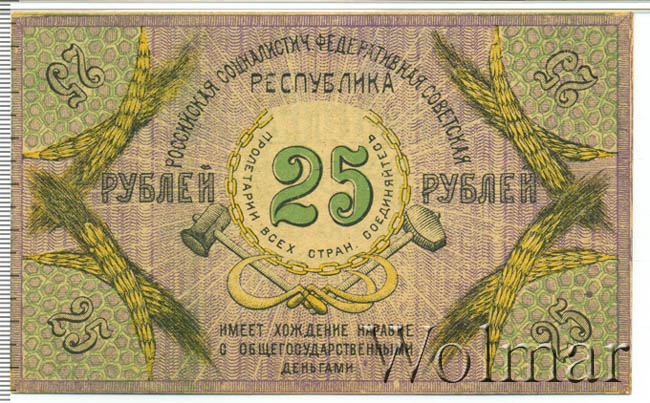 РОССИЙСКАЯ СОЦІАЛИСТИЧ. ФЕДЕРАТИВНАЯ СОВЕТСКАЯ
РЕСПУБЛИКА
25
25
ПРОЛЕТАРИИ ВСЕХ СТРАН. СОЕДИНЯЙТЕСЬ
РУБЛЕЙ
25
РУБЛЕЙ
ИМЕЕТ ХОЖДЕНИЕ НАРАВНЕ
С ОБЩЕГОСУДАРСТВЕННЫМИ
ДЕНЬГАМИ
25
25
Wolmar